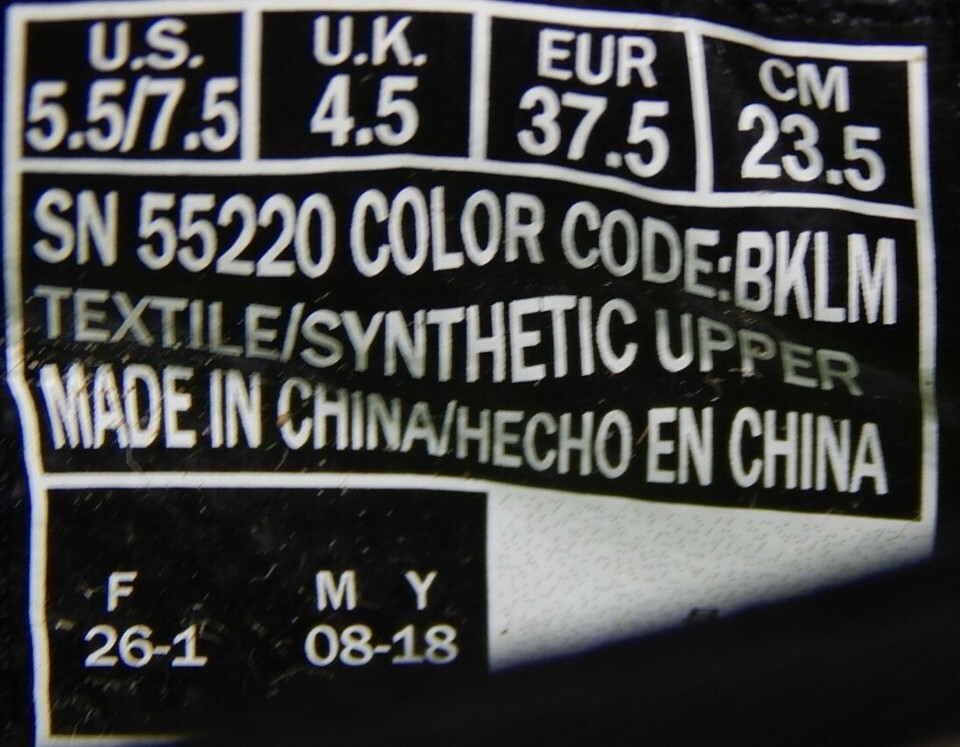 U.S. U.K. EUR CM
5.5/7.5 4.5 37.5 23.5
SN 55220 COLOR CODE:BKLM
TEXTILE/SYNTHETIC UPPER
MADE IN CHINA/HECHO EN CHINA
F M Y
26-1 08-18